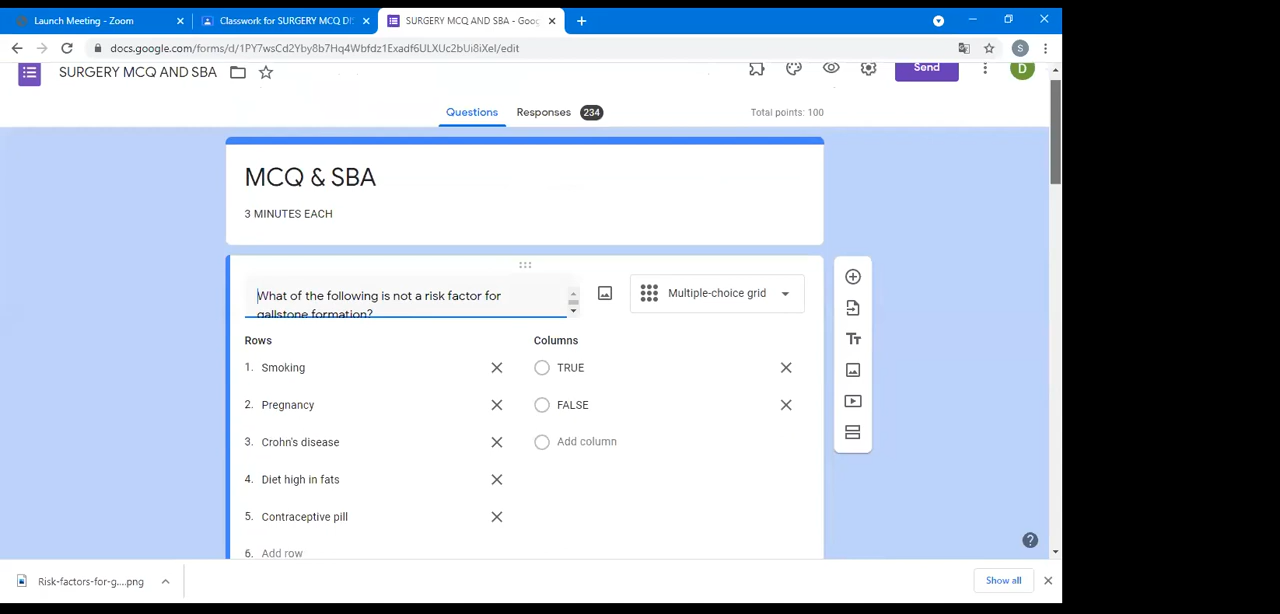 Launch Meeting - Zoom
Classwork for SURGERY MCQ DI
SURGERY MCQ AND SBA - Goog
docs.google.com/forms/d/1PY7wsCd2Yby8b7Hq4Wbfdz1Exadf6ULXUc2bUi8iXeI/edit
S
SURGERY MCQ AND SBA
Send
D
Questions
Responses 234
Total points: 100
MCQ & SBA
3 MINUTES EACH
What of the following is not a risk factor for
gallstone formation?
Multiple-choice grid
Rows
Columns
1. Smoking
TRUE
2. Pregnancy
FALSE
3. Crohn's disease
Add column
4. Diet high in fats
5. Contraceptive pill
6. Add row
Risk-factors-for-g....png
Show all